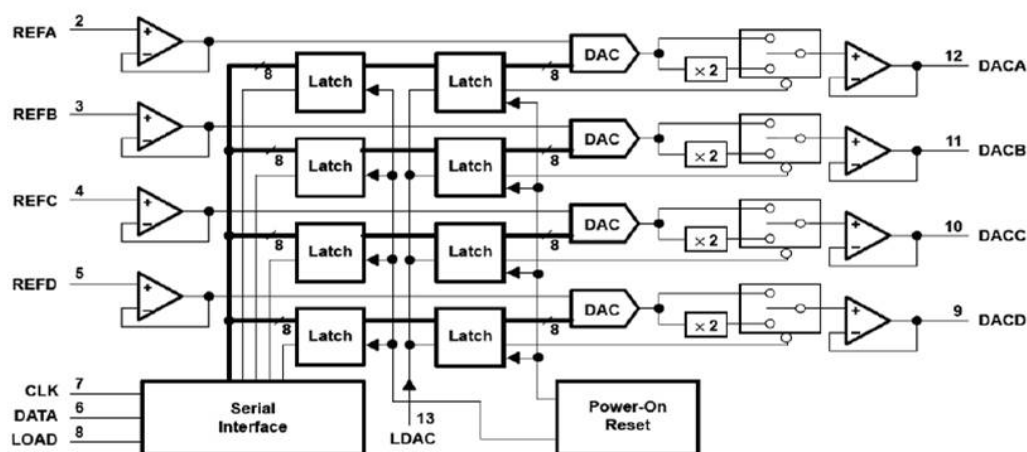 REFA 2
8 Latch Latch 8 DAC
× 2
12 DACA
REFB 3
8 Latch Latch 8 DAC
× 2
11 DACB
REFC 4
8 Latch Latch 8 DAC
× 2
10 DACC
REFD 5
8 Latch Latch 8 DAC
× 2
9 DACD
CLK 7
DATA 6
LOAD 8
Serial
Interface
13
LDAC
Power-On
Reset